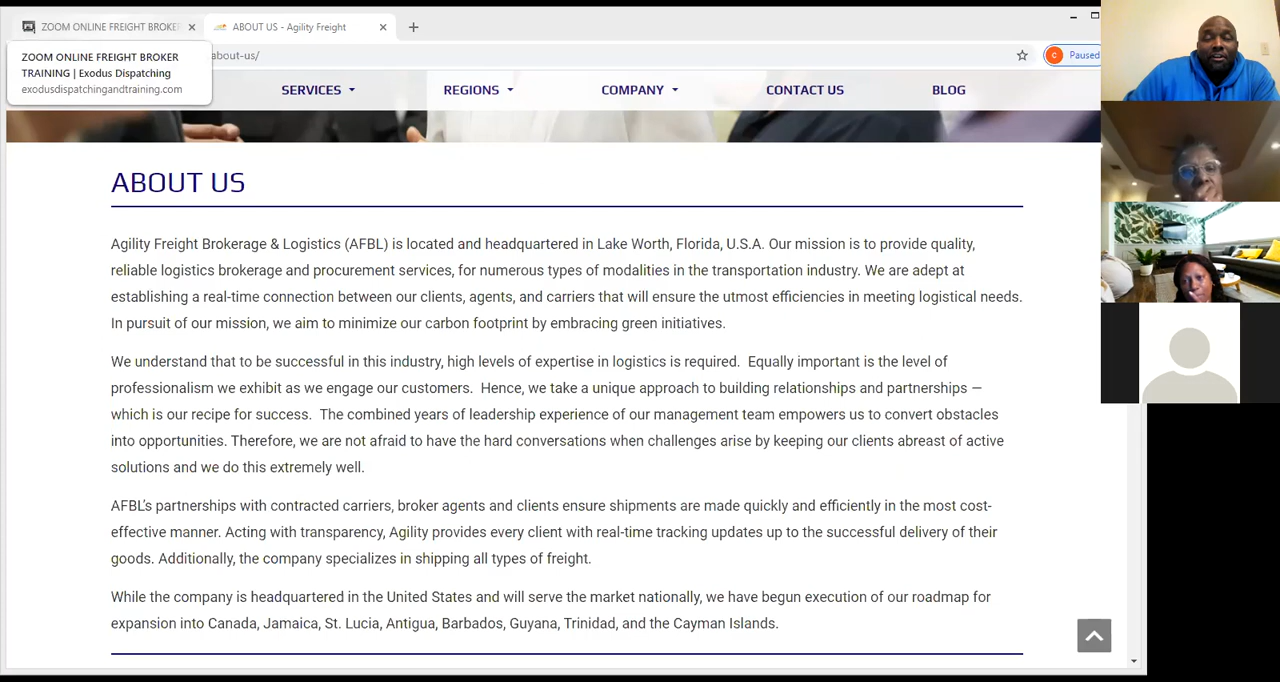 ZOOM ONLINE FREIGHT BROKER
ABOUT US - Agility Freight
ZOOM ONLINE FREIGHT BROKER
TRAINING | Exodus Dispatching
exodusdispatchingandtraining.com
about-us/
C
Paused
SERVICES
REGIONS
COMPANY
CONTACT US
BLOG
ABOUT US
Agility Freight Brokerage & Logistics (AFBL) is located and headquartered in Lake Worth, Florida, U.S.A. Our mission is to provide quality,
reliable logistics brokerage and procurement services, for numerous types of modalities in the transportation industry. We are adept at
establishing a real-time connection between our clients, agents, and carriers that will ensure the utmost efficiencies in meeting logistical needs.
In pursuit of our mission, we aim to minimize our carbon footprint by embracing green initiatives.
We understand that to be successful in this industry, high levels of expertise in logistics is required. Equally important is the level of
professionalism we exhibit as we engage our customers. Hence, we take a unique approach to building relationships and partnerships —
which is our recipe for success. The combined years of leadership experience of our management team empowers us to convert obstacles
into opportunities. Therefore, we are not afraid to have the hard conversations when challenges arise by keeping our clients abreast of active
solutions and we do this extremely well.
AFBL's partnerships with contracted carriers, broker agents and clients ensure shipments are made quickly and efficiently in the most cost-
effective manner. Acting with transparency, Agility provides every client with real-time tracking updates up to the successful delivery of their
goods. Additionally, the company specializes in shipping all types of freight.
While the company is headquartered in the United States and will serve the market nationally, we have begun execution of our roadmap for
expansion into Canada, Jamaica, St. Lucia, Antigua, Barbados, Guyana, Trinidad, and the Cayman Islands.